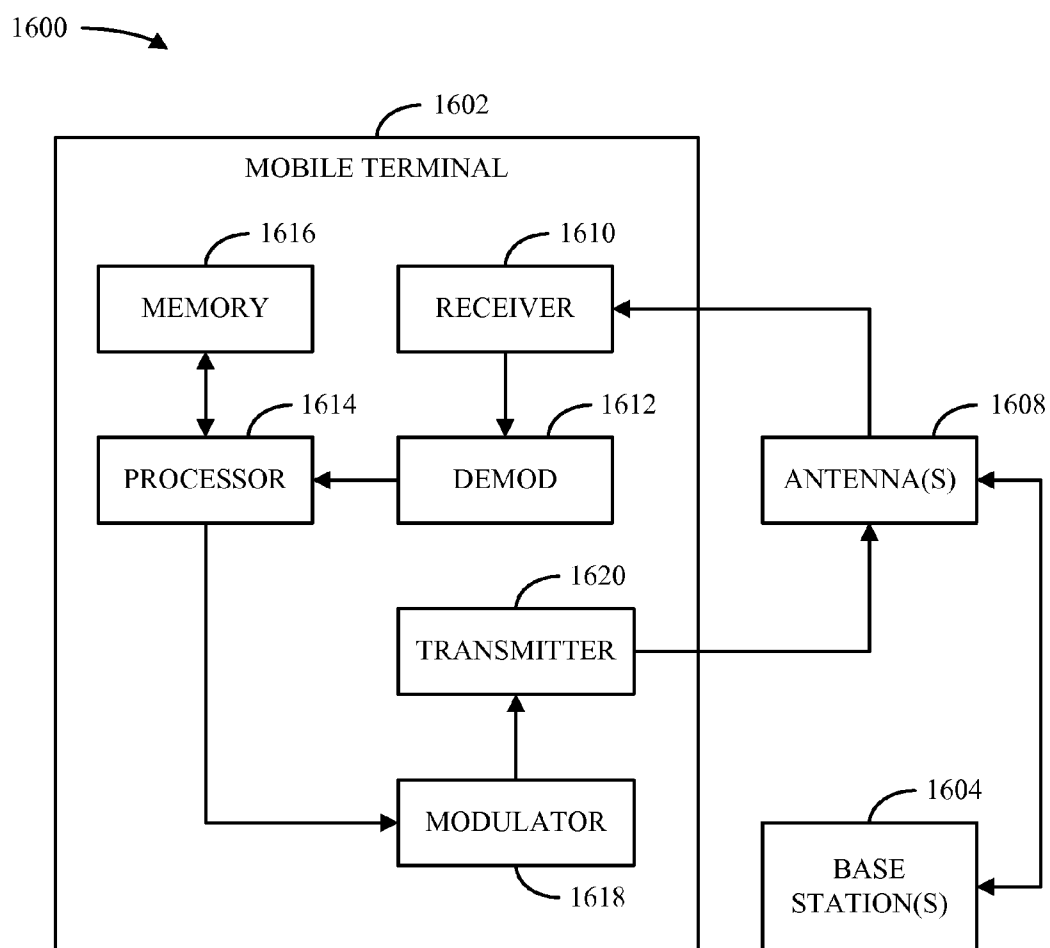 1600
1602
MOBILE TERMINAL
1616
1610
MEMORY
RECEIVER
1614
1612
1608
PROCESSOR
DEMOD
ANTENNA(S)
1620
TRANSMITTER
1604
MODULATOR
BASE
STATION(S)
1618